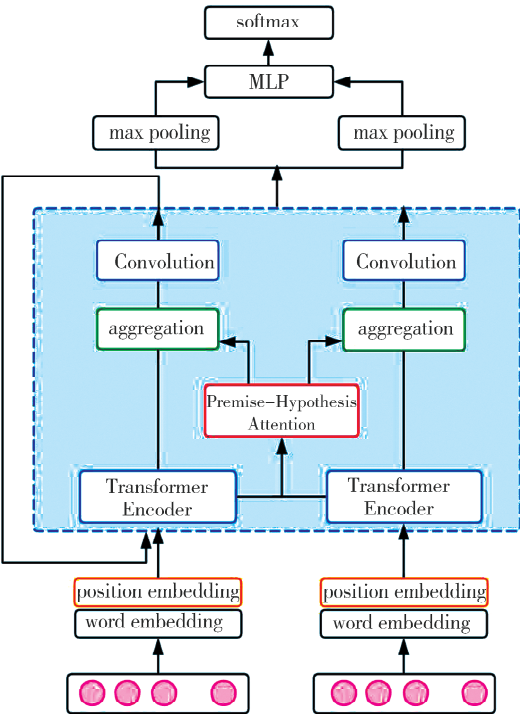 softmax
MLP
max pooling
max pooling
Convolution
Convolution
aggregation
aggregation
Premise-Hypothesis
Attention
Transformer
Encoder
Transformer
Encoder
position embedding
position embedding
word embedding
word embedding